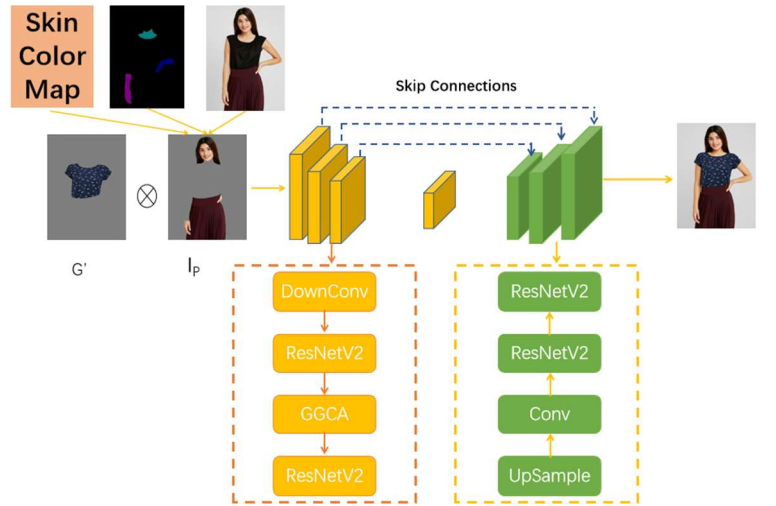 Skin
Color
Map
Skip Connections
G'
IP
DownConv
ResNetV2
GGCA
ResNetV2
ResNetV2
ResNetV2
Conv
UpSample